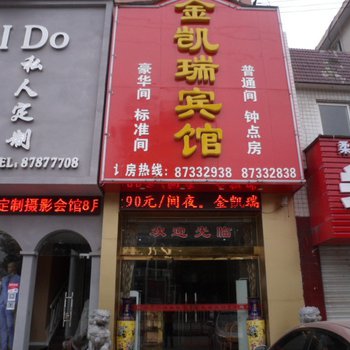 I Do
私人定制
TEL: 87877708
定制摄影会馆8月
金凯瑞宾馆
豪华间 标准间
普通间 钟点房
订房热线: 87332938 87332838
90元/间夜。金凯瑞
欢迎光临